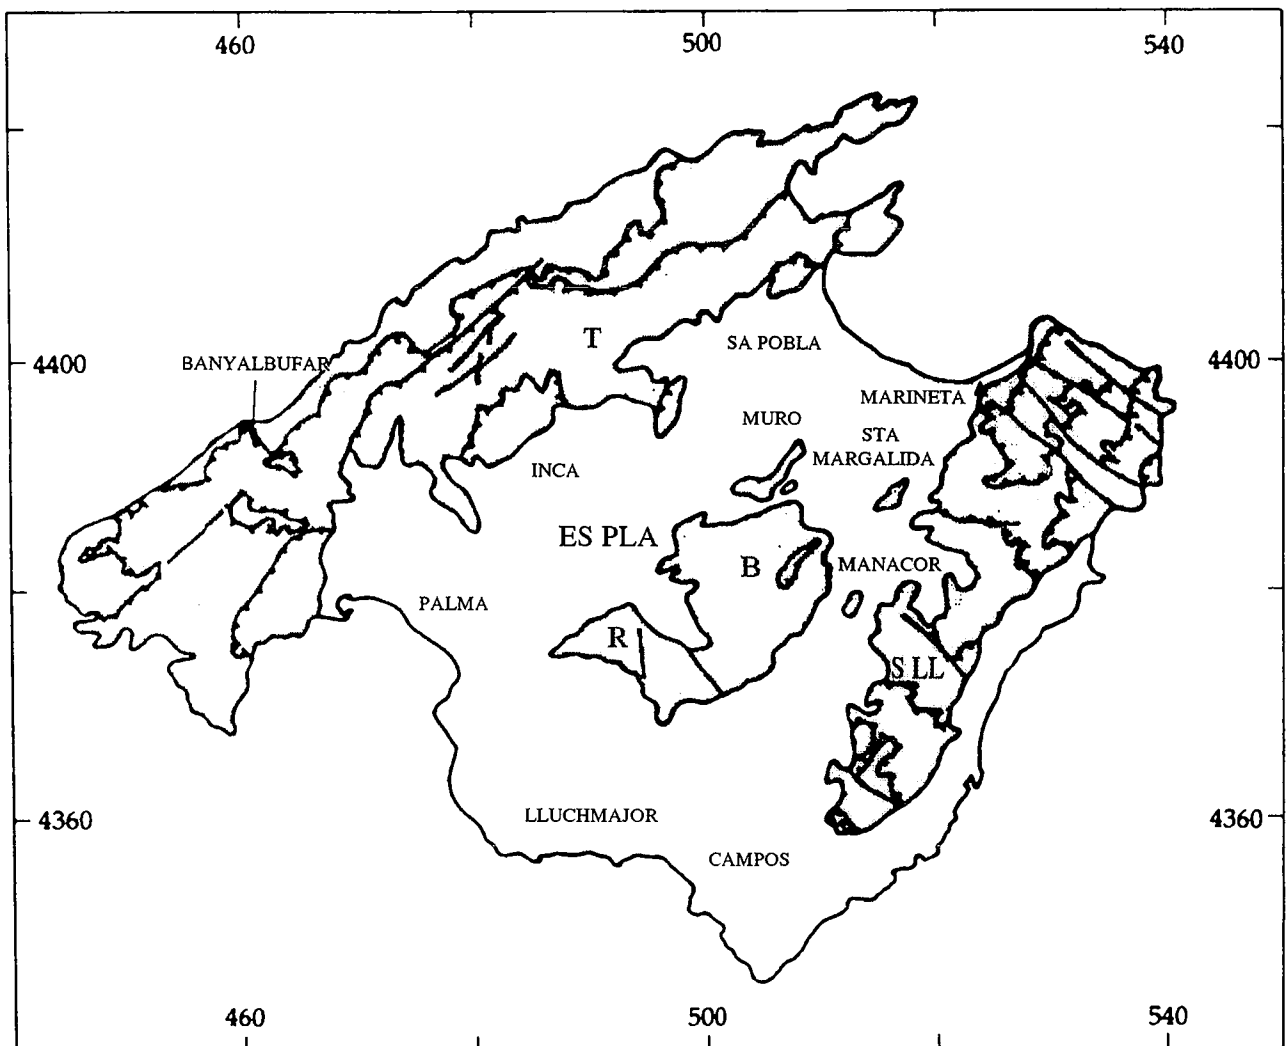 460 500 540
T
SA POBLA
4400 BANYALBUFAR 4400
MARINETA
MURO
STA
MARGALIDA
INCA
ES PLA
B MANACOR
PALMA
R
S LL
4360 LLUCHMAJOR 4360
CAMPOS
460 500 540